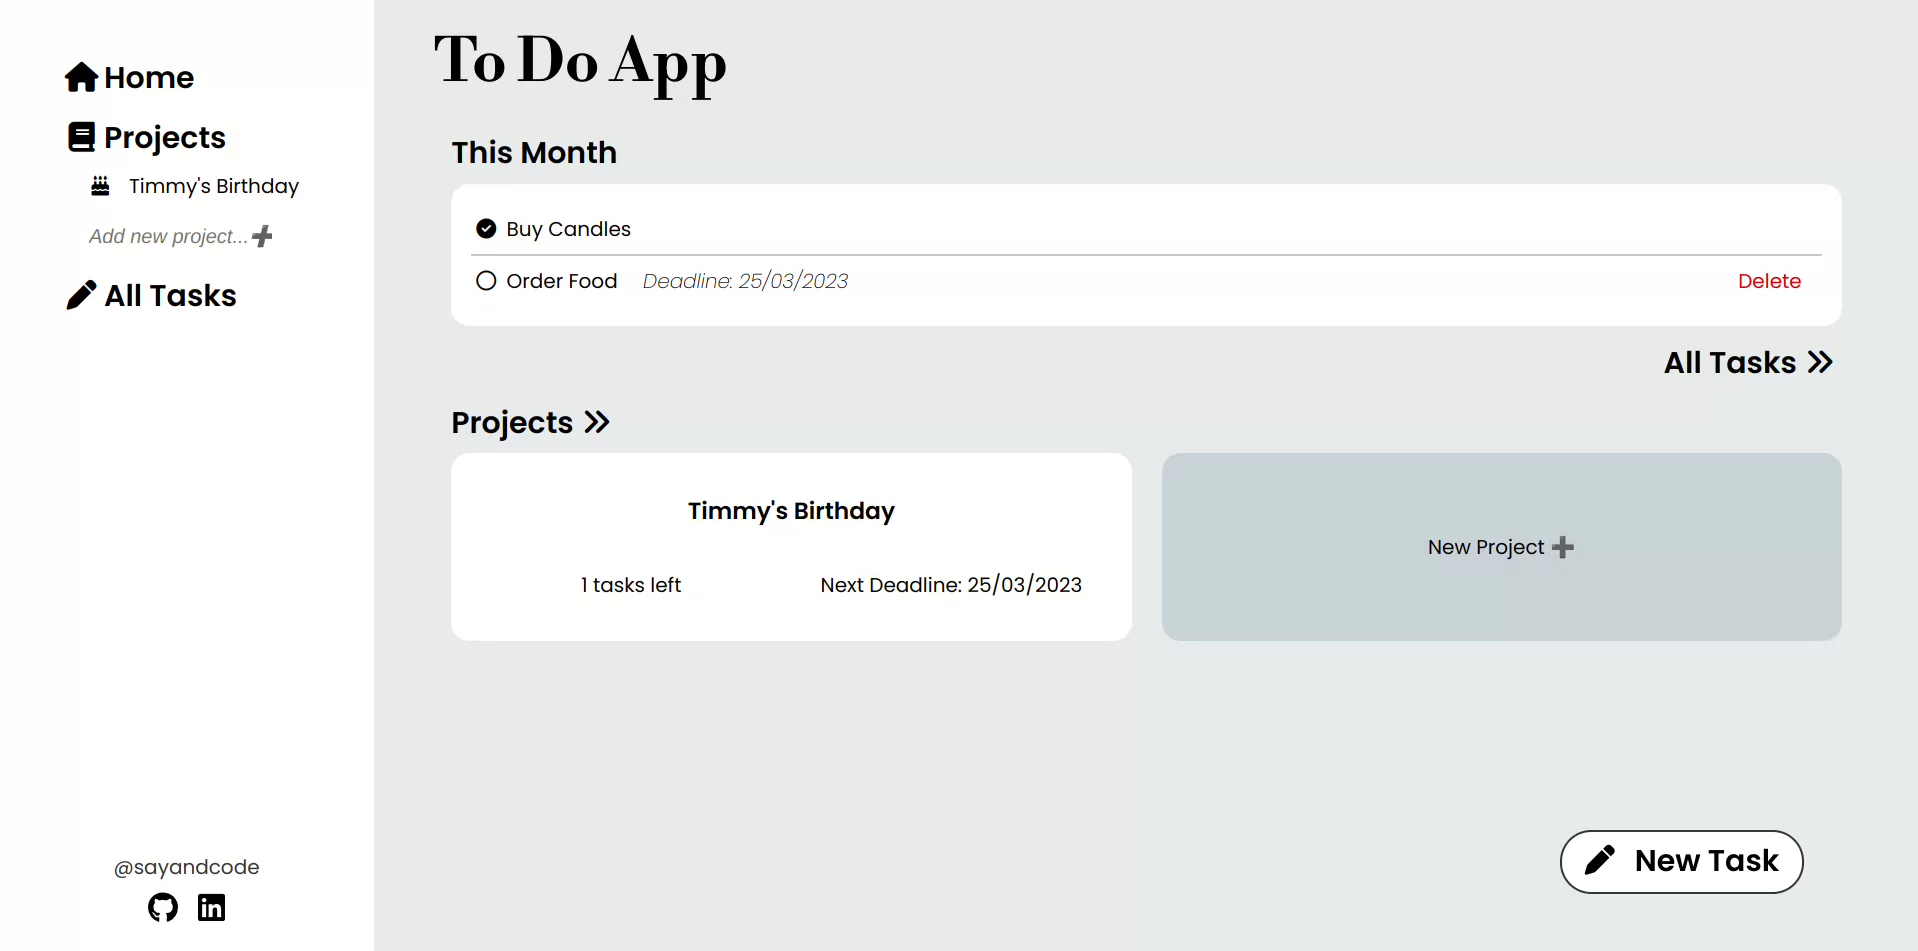 Home
Projects
Timmy's Birthday
Add new project...
All Tasks
@sayandcode
To Do App
This Month
Buy Candles
Order Food Deadline: 25/03/2023 Delete
All Tasks
Projects
Timmy's Birthday
1 tasks left Next Deadline: 25/03/2023
New Project
New Task